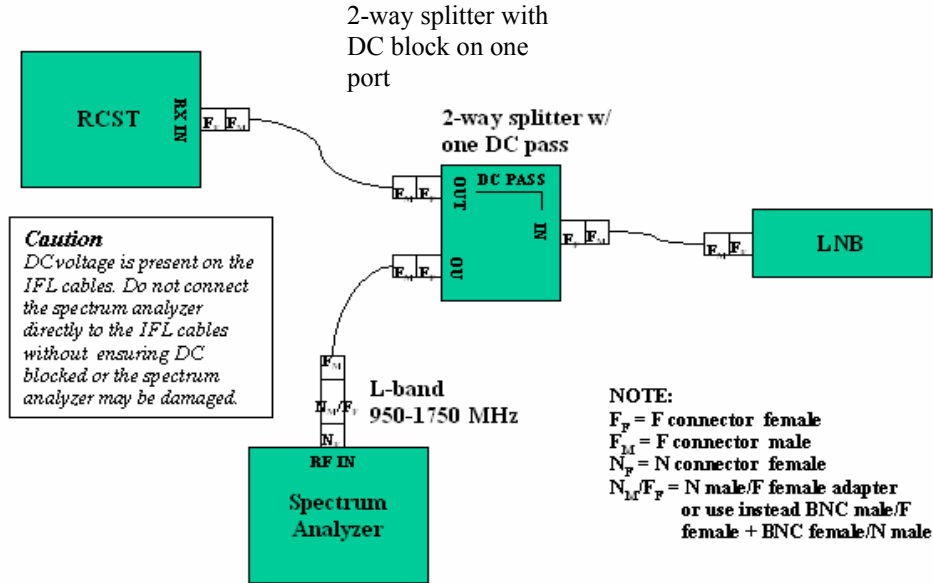 2-way splitter with
DC block on one
port
RCST
RX IN
F_F F_M
2-way splitter w/
one DC pass
F_M F_F
OUT
DC PASS
IN
F_F F_M
F_M F_F
LNB
F_M F_F
OU
Caution
DC voltage is present on the
IFL cables. Do not connect
the spectrum analyzer
directly to the IFL cables
without ensuring DC
blocked or the spectrum
analyzer may be damaged.
F_M
N_M/F_F
N_F
L-band
950-1750 MHz
RF IN
Spectrum
Analyzer
NOTE:
F_F = F connector female
F_M = F connector male
N_F = N connector female
N_M/F_F = N male/F female adapter
or use instead BNC male/F
female + BNC female/N male